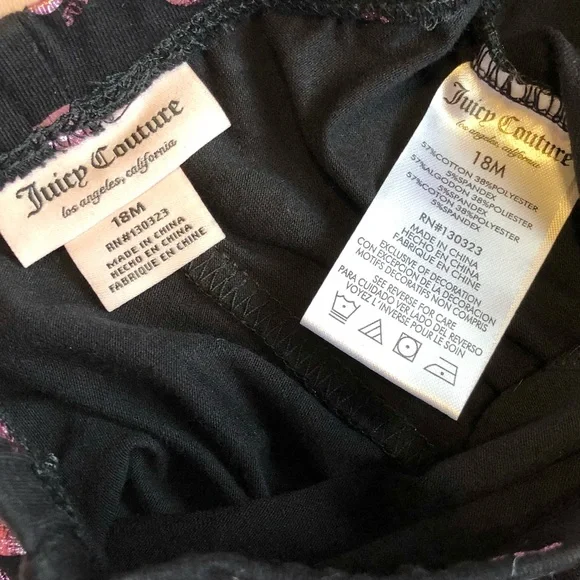 Juicy Couture
los angeles, california
18M
RN#130323
MADE IN CHINA
HECHO EN CHINA
FABRIQUE EN CHINE
Juicy Couture
los angeles, california
18M
57%COTTON 38%POLYESTER
5%SPANDEX
57%ALGODON 38%POLIESTER
5%SPANDEX
57%COTON 38%POLYESTER
5%SPANDEX
RN#130323
MADE IN CHINA
HECHO EN CHINA
FABRIQUE EN CHINE
EXCLUSIVE OF DECORATION
CON EXCEPCION DE LA DECORACION
MOTIFS DECORATIFS NON COMPRIS
SEE REVERSE FOR CARE
PARA CUIDADO VER LADO DEL REVERSO
VOYEZ L'INVERSE POUR LE SOIN